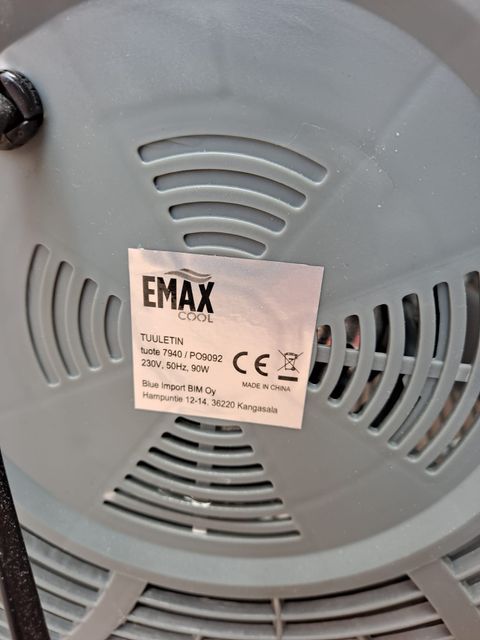 EMAX
COOL
TUULETIN
tuote 7940 / PO9092
230V, 50Hz, 90W
CE
MADE IN CHINA
Blue Import BIM Oy
Hampuntie 12-14, 36220 Kangasala